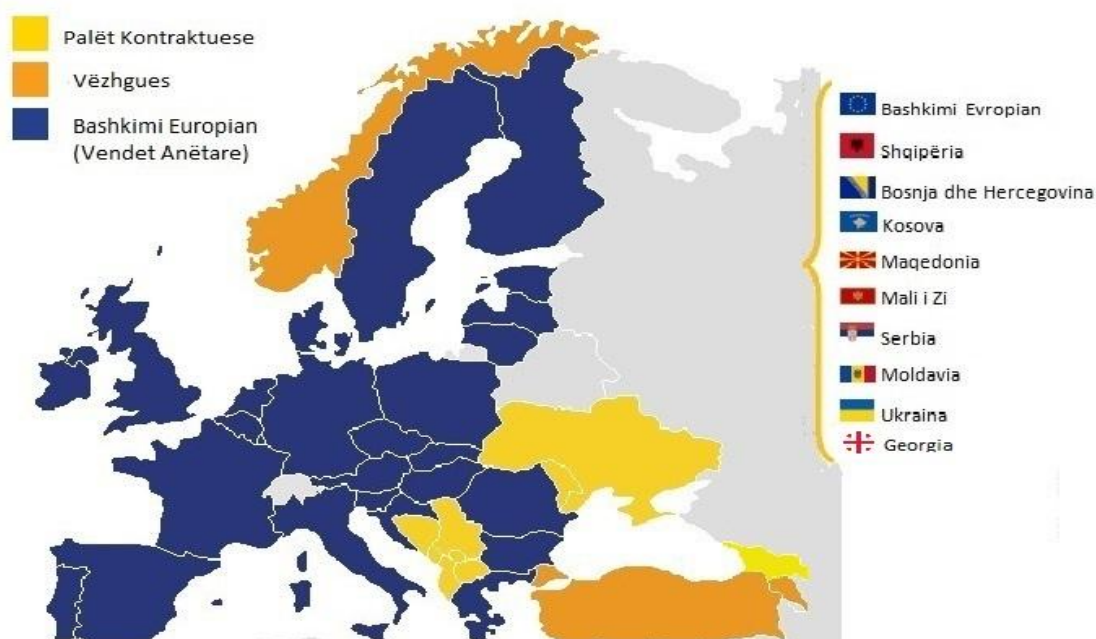 Palët Kontraktuese
Vëzhgues
Bashkimi Europian
(Vendet Anëtare)
Bashkimi Evropian
Shqipëria
Bosnja dhe Hercegovina
Kosova
Maqedonia
Mali i Zi
Serbia
Moldavia
Ukraina
Georgia